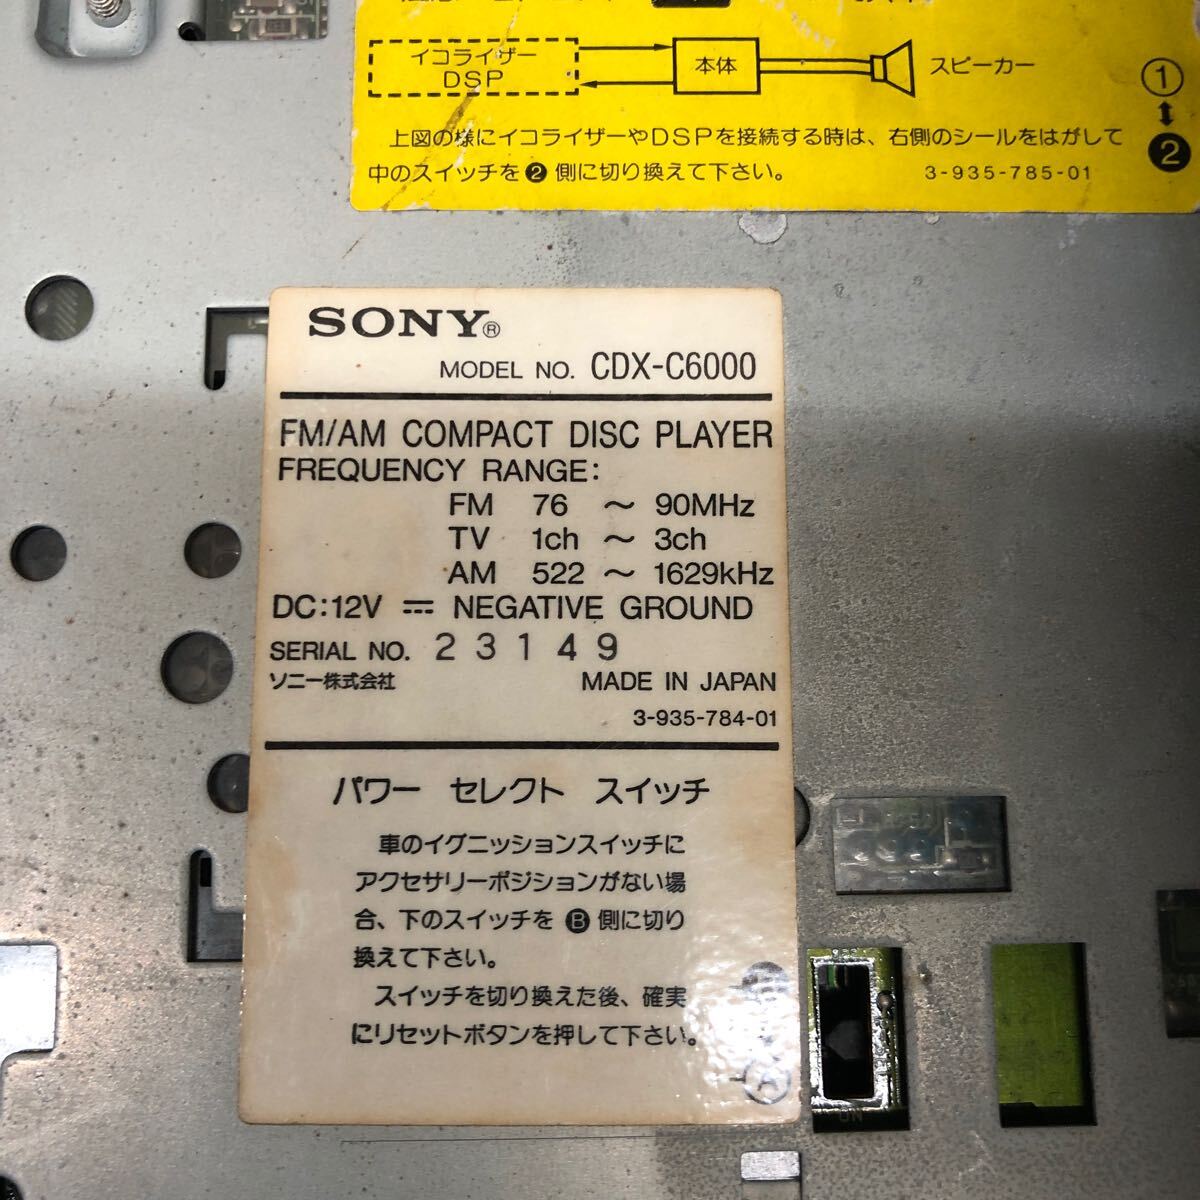 イコライザー
DSP
本体
スピーカー
①
②
上図の様にイコライザーやDSPを接続する時は、右側のシールをはがして
中のスイッチを❷側に切り換えて下さい。
3-935-785-01
SONY®
MODEL NO. CDX-C6000
FM/AM COMPACT DISC PLAYER
FREQUENCY RANGE:
FM 76 ～ 90MHz
TV 1ch ～ 3ch
AM 522 ～ 1629kHz
DC:12V ⎓ NEGATIVE GROUND
SERIAL NO. 23149
ソニー株式会社 MADE IN JAPAN
3-935-784-01
パワー セレクト スイッチ
車のイグニッションスイッチに
アクセサリーポジションがない場
合、下のスイッチを🅑側に切り
換えて下さい。
スイッチを切り換えた後、確実
にリセットボタンを押して下さい。
ON